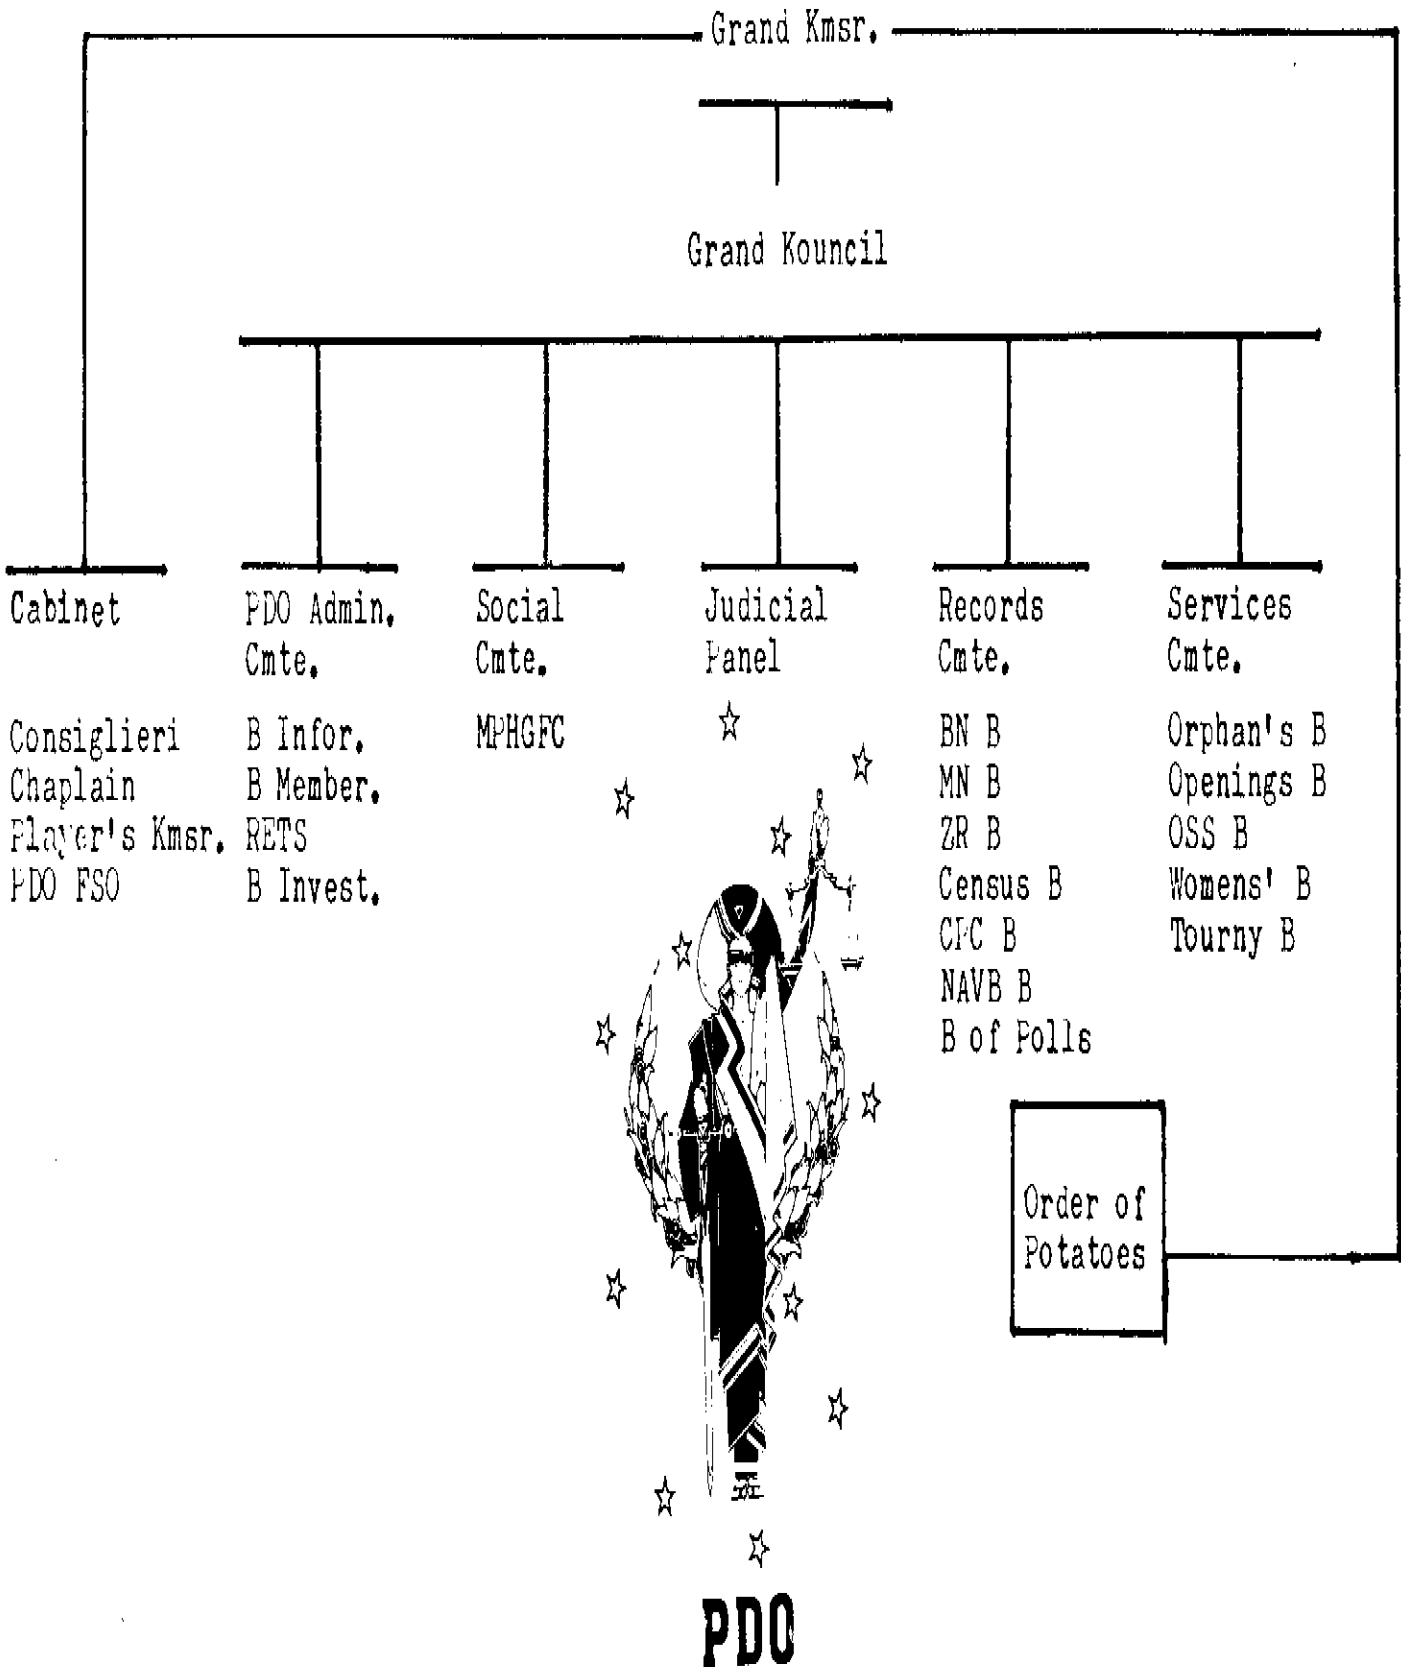 Grand Kmsr.
Grand Kouncil
Cabinet
Consiglieri
Chaplain
Player's Kmsr.
PDO FSO
PDO Admin.
Cmte.
B Infor.
B Member.
RETS
B Invest.
Social
Cmte.
MPHGFC
Judicial
Panel
Records
Cmte.
BN B
MN B
ZR B
Census B
CPC B
NAVB B
B of Polls
Services
Cmte.
Orphan's B
Openings B
OSS B
Womens' B
Tourny B
Order of
Potatoes
PDO